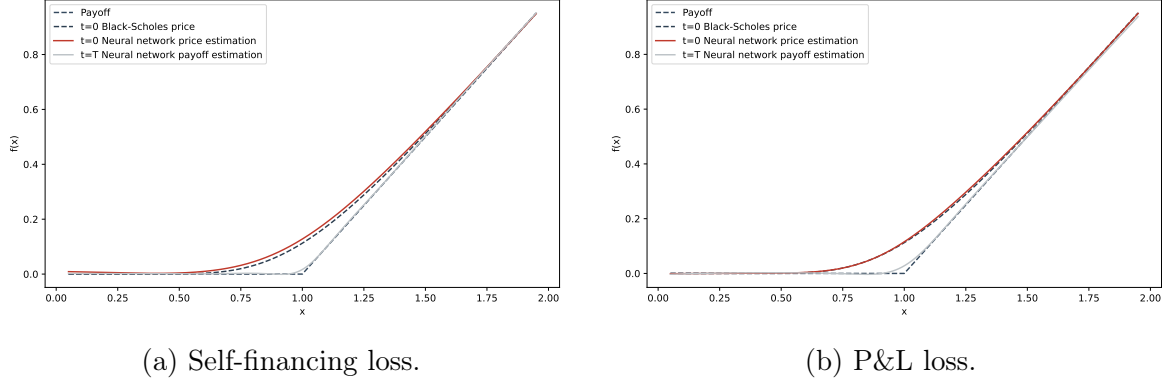 Payoff
t=0 Black-Scholes price
t=0 Neural network price estimation
t=T Neural network payoff estimation
f(x)
0.8
0.6
0.4
0.2
0.0
0.00 0.25 0.50 0.75 1.00 1.25 1.50 1.75 2.00
x
(a) Self-financing loss.
Payoff
t=0 Black-Scholes price
t=0 Neural network price estimation
t=T Neural network payoff estimation
f(x)
0.8
0.6
0.4
0.2
0.0
0.00 0.25 0.50 0.75 1.00 1.25 1.50 1.75 2.00
x
(b) P&L loss.